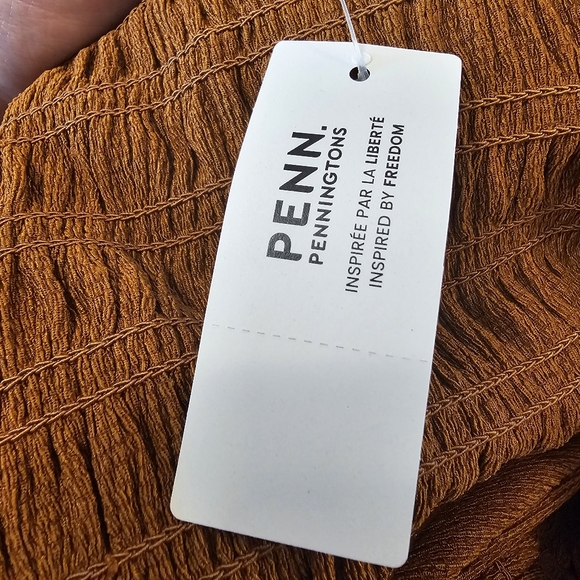 PENN.
PENNINGTONS
INSPIRÉE PAR LA LIBERTÉ
INSPIRED BY FREEDOM